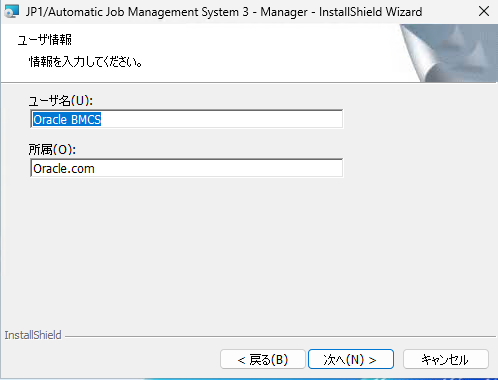 JP1/Automatic Job Management System 3 - Manager - InstallShield Wizard
ユーザ情報
情報を入力してください。
ユーザ名(U):
Oracle BMCS
所属(O):
Oracle.com
InstallShield
< 戻る(B)
次へ(N) >
キャンセル